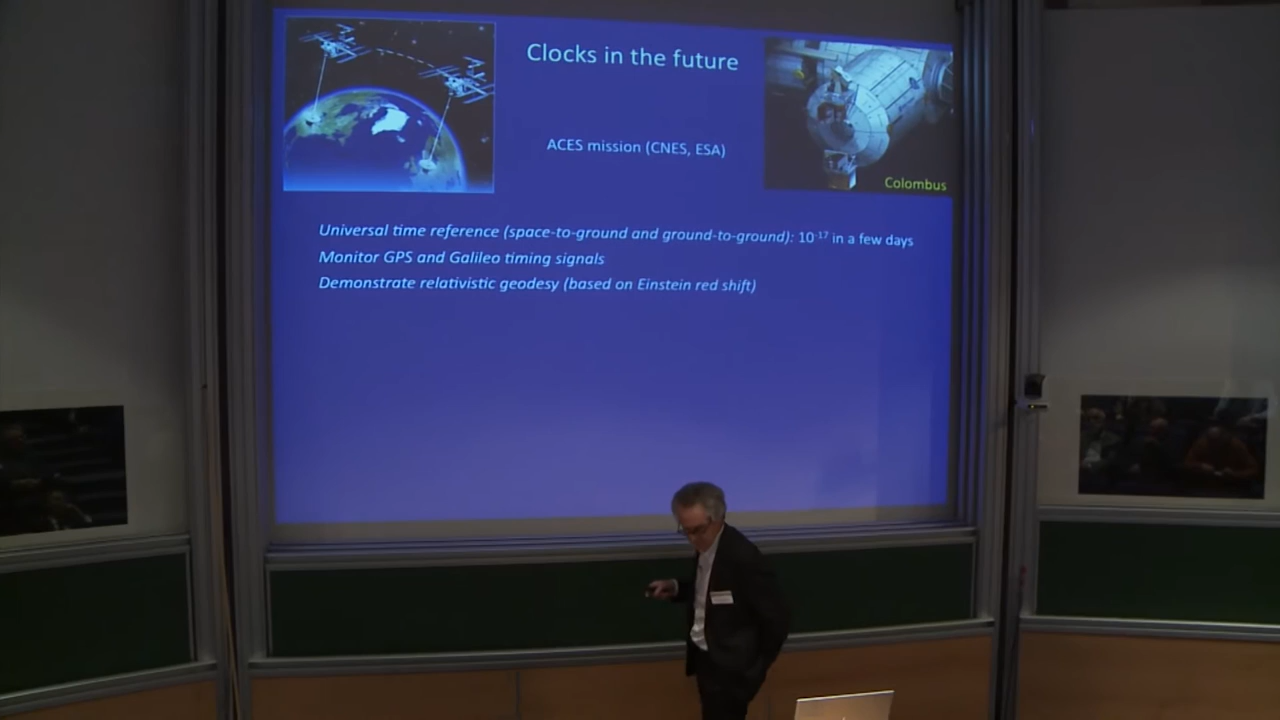 Clocks in the future
ACES mission (CNES, ESA)
Colombus
Universal time reference (space-to-ground and ground-to-ground): 10⁻¹⁷ in a few days
Monitor GPS and Galileo timing signals
Demonstrate relativistic geodesy (based on Einstein red shift)